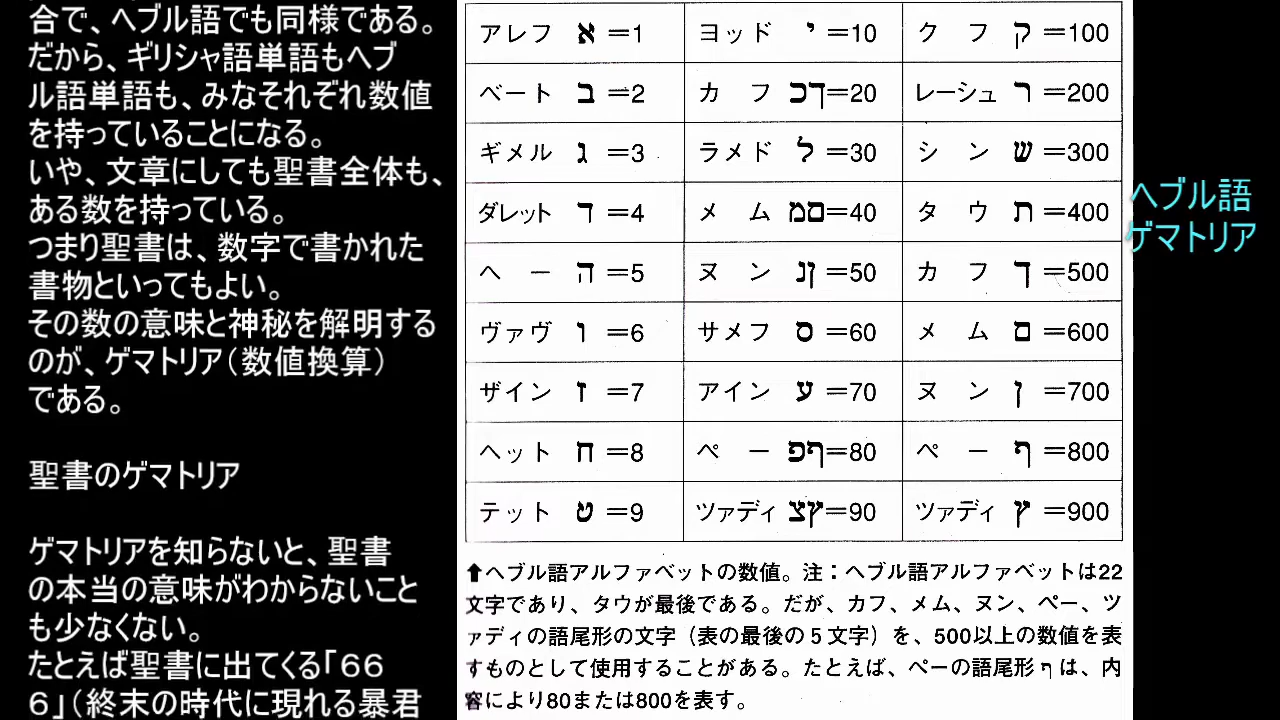 合で、ヘブル語でも同様である。
だから、ギリシャ語単語もヘブ
ル語単語も、みなそれぞれ数値
を持っていることになる。
いや、文章にしても聖書全体も、
ある数を持っている。
つまり聖書は、数字で書かれた
書物といってもよい。
その数の意味と神秘を解明する
のが、ゲマトリア（数値換算）
である。
聖書のゲマトリア
ゲマトリアを知らないと、聖書
の本当の意味がわからないこと
も少なくない。
たとえば聖書に出てくる「６６
６」（終末の時代に現れる暴君
アレフ א =1 ヨッド י =10 クフ ק =100
ベート ב =2 カフ כך=20 レーシュ ר =200
ギメル ג =3 ラメド ל =30 シン ש =300
ダレット ד =4 メム מם=40 タウ ת =400
ヘー ה =5 ヌン נן=50 カフ ך =500
ヴァヴ ו =6 サメフ ס =60 メム ם =600
ザイン ז =7 アイン ע =70 ヌン ן =700
ヘット ח =8 ペー פף=80 ペー ף =800
テット ט =9 ツァディ צץ=90 ツァディ ץ =900
⬆ヘブル語アルファベットの数値。注：ヘブル語アルファベットは22
文字であり、タウが最後である。だが、カフ、メム、ヌン、ペー、ツ
ァディの語尾形の文字（表の最後の５文字）を、500以上の数値を表
すものとして使用することがある。たとえば、ペーの語尾形ףは、内
容により80または800を表す。
ヘブル語
ゲマトリア